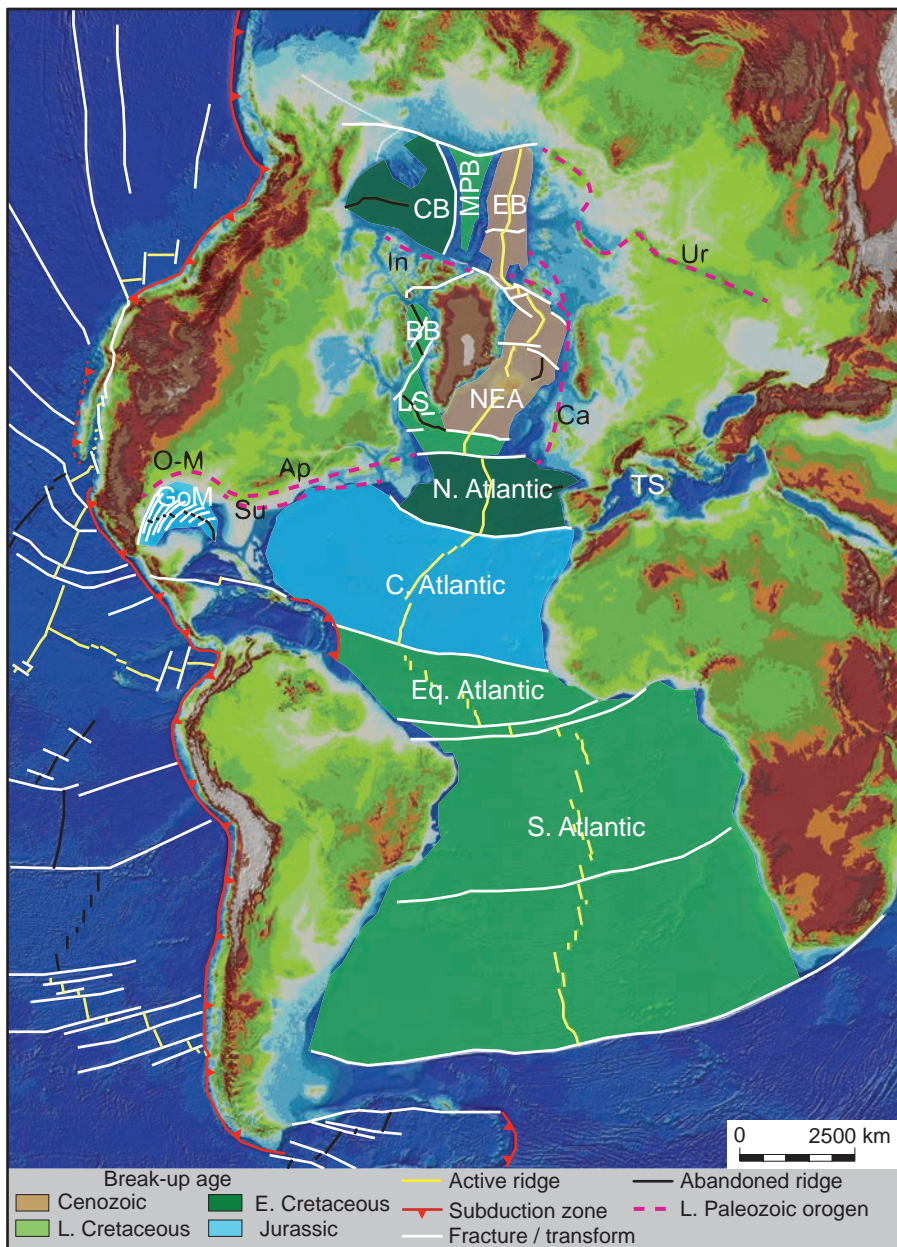 MPB
CB
EB
Ur
In
BB
NEA
LS
Ca
O-M
Ap
N. Atlantic
TS
GoM
Su
C. Atlantic
Eq. Atlantic
S. Atlantic
0 2500 km
Break-up age
Cenozoic
L. Cretaceous
E. Cretaceous
Jurassic
Active ridge
Subduction zone
Fracture / transform
Abandoned ridge
L. Paleozoic orogen